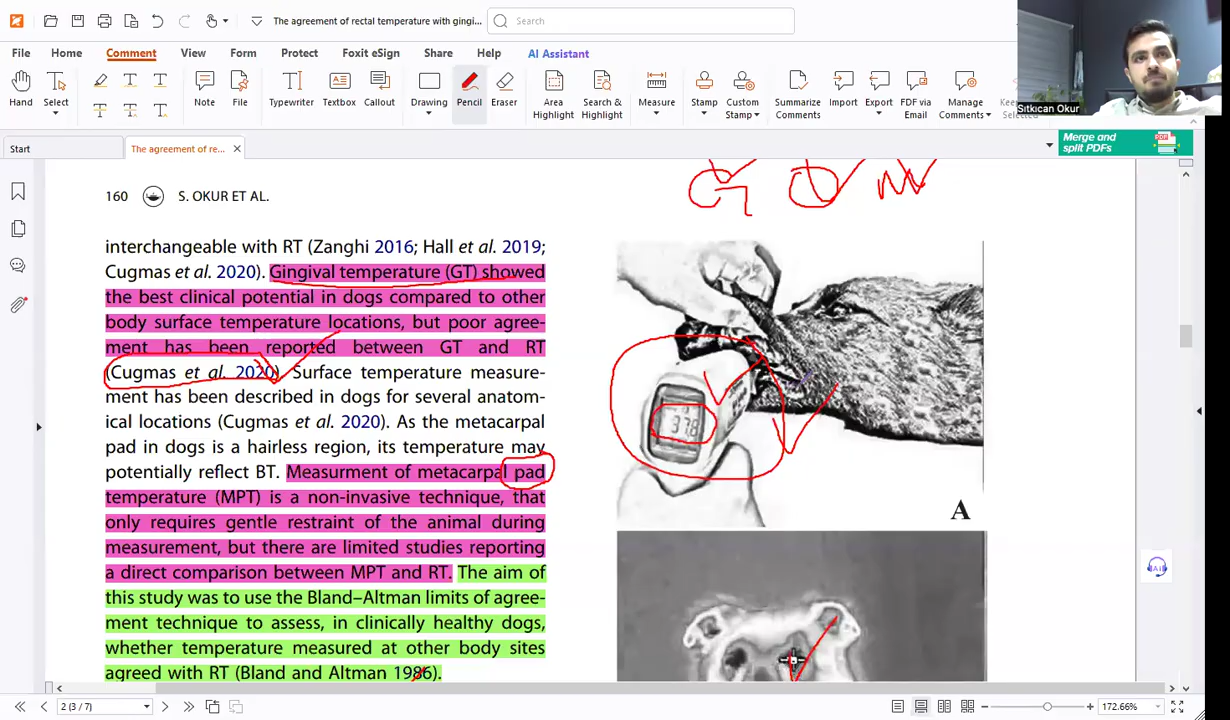 The agreement of rectal temperature with gingi...
Search
File
Home
Comment
View
Form
Protect
Foxit eSign
Share
Help
AI Assistant
Hand
Select
Note
File
Typewriter
Textbox
Callout
Drawing
Pencil
Eraser
Area
Highlight
Search &
Highlight
Measure
Stamp
Custom
Stamp
Summarize
Comments
Import
Export
FDF via
Email
Manage
Comments
Keep
Selected
Sıtkıcan Okur
Start
The agreement of re...
Merge and
split PDFs
160
S. OKUR ET AL.
interchangeable with RT (Zanghi 2016; Hall et al. 2019;
Cugmas et al. 2020). Gingival temperature (GT) showed
the best clinical potential in dogs compared to other
body surface temperature locations, but poor agree-
ment has been reported between GT and RT
(Cugmas et al. 2020). Surface temperature measure-
ment has been described in dogs for several anatom-
ical locations (Cugmas et al. 2020). As the metacarpal
pad in dogs is a hairless region, its temperature may
potentially reflect BT. Measurment of metacarpal pad
temperature (MPT) is a non-invasive technique, that
only requires gentle restraint of the animal during
measurement, but there are limited studies reporting
a direct comparison between MPT and RT. The aim of
this study was to use the Bland–Altman limits of agree-
ment technique to assess, in clinically healthy dogs,
whether temperature measured at other body sites
agreed with RT (Bland and Altman 1986).
G O M
37.8
A
AI
2 (3 / 7)
172.66%